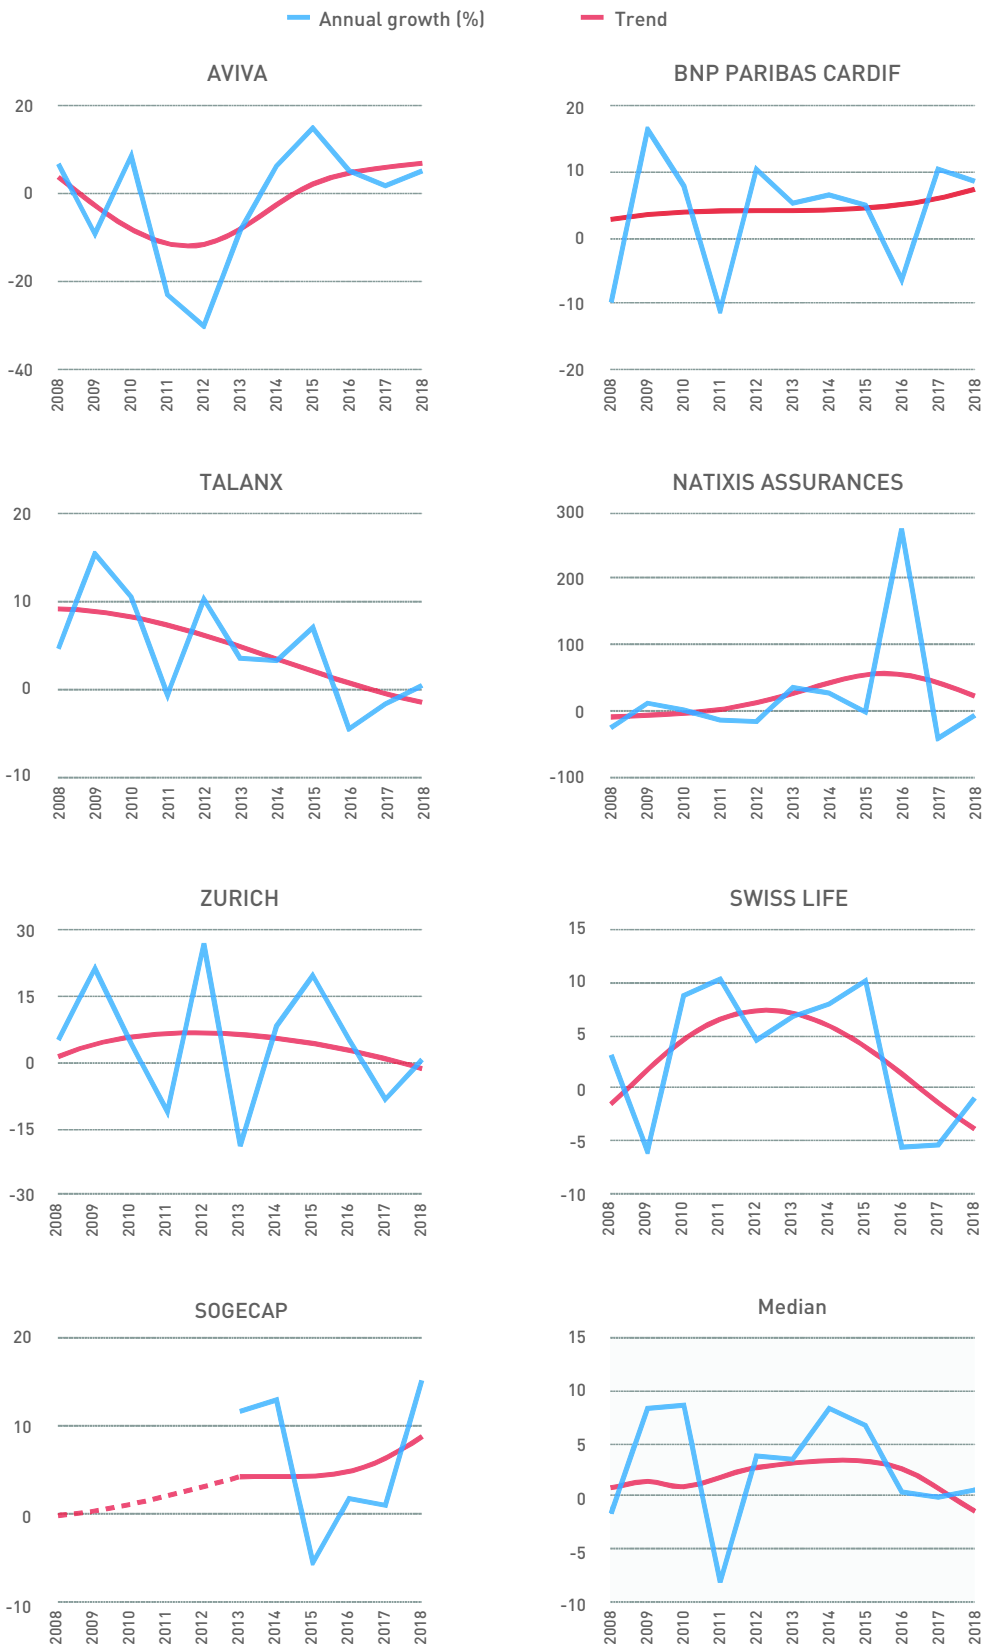 Annual growth (%) Trend
AVIVA
20
0
-20
-40
2008 2009 2010 2011 2012 2013 2014 2015 2016 2017 2018
BNP PARIBAS CARDIF
20
10
0
-10
-20
2008 2009 2010 2011 2012 2013 2014 2015 2016 2017 2018
TALANX
20
10
0
-10
2008 2009 2010 2011 2012 2013 2014 2015 2016 2017 2018
NATIXIS ASSURANCES
300
200
100
0
-100
2008 2009 2010 2011 2012 2013 2014 2015 2016 2017 2018
ZURICH
30
15
0
-15
-30
2008 2009 2010 2011 2012 2013 2014 2015 2016 2017 2018
SWISS LIFE
15
10
5
0
-5
-10
2008 2009 2010 2011 2012 2013 2014 2015 2016 2017 2018
SOGECAP
20
10
0
-10
2008 2009 2010 2011 2012 2013 2014 2015 2016 2017 2018
Median
15
10
5
0
-5
-10
2008 2009 2010 2011 2012 2013 2014 2015 2016 2017 2018